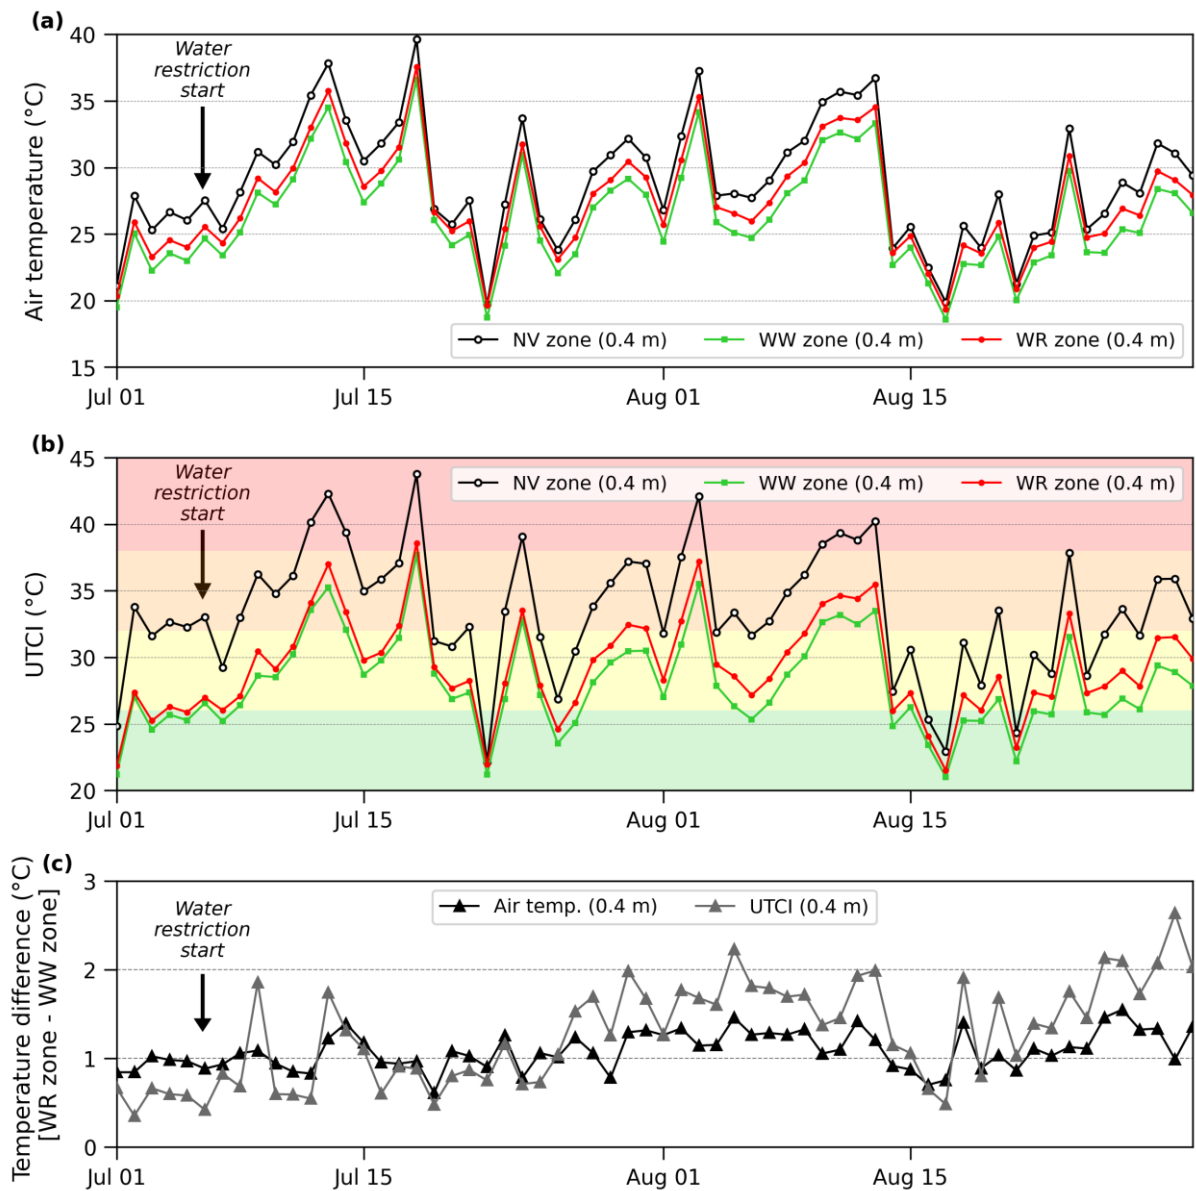 (a)
40
35
30
25
20
15
Air temperature (°C)
Water
restriction
start
NV zone (0.4 m) WW zone (0.4 m) WR zone (0.4 m)
Jul 01 Jul 15 Aug 01 Aug 15
(b)
45
40
35
30
25
20
UTCI (°C)
Water
restriction
start
NV zone (0.4 m) WW zone (0.4 m) WR zone (0.4 m)
Jul 01 Jul 15 Aug 01 Aug 15
(c)
3
2
1
0
Temperature difference (°C)
[WR zone - WW zone]
Water
restriction
start
Air temp. (0.4 m) UTCI (0.4 m)
Jul 01 Jul 15 Aug 01 Aug 15